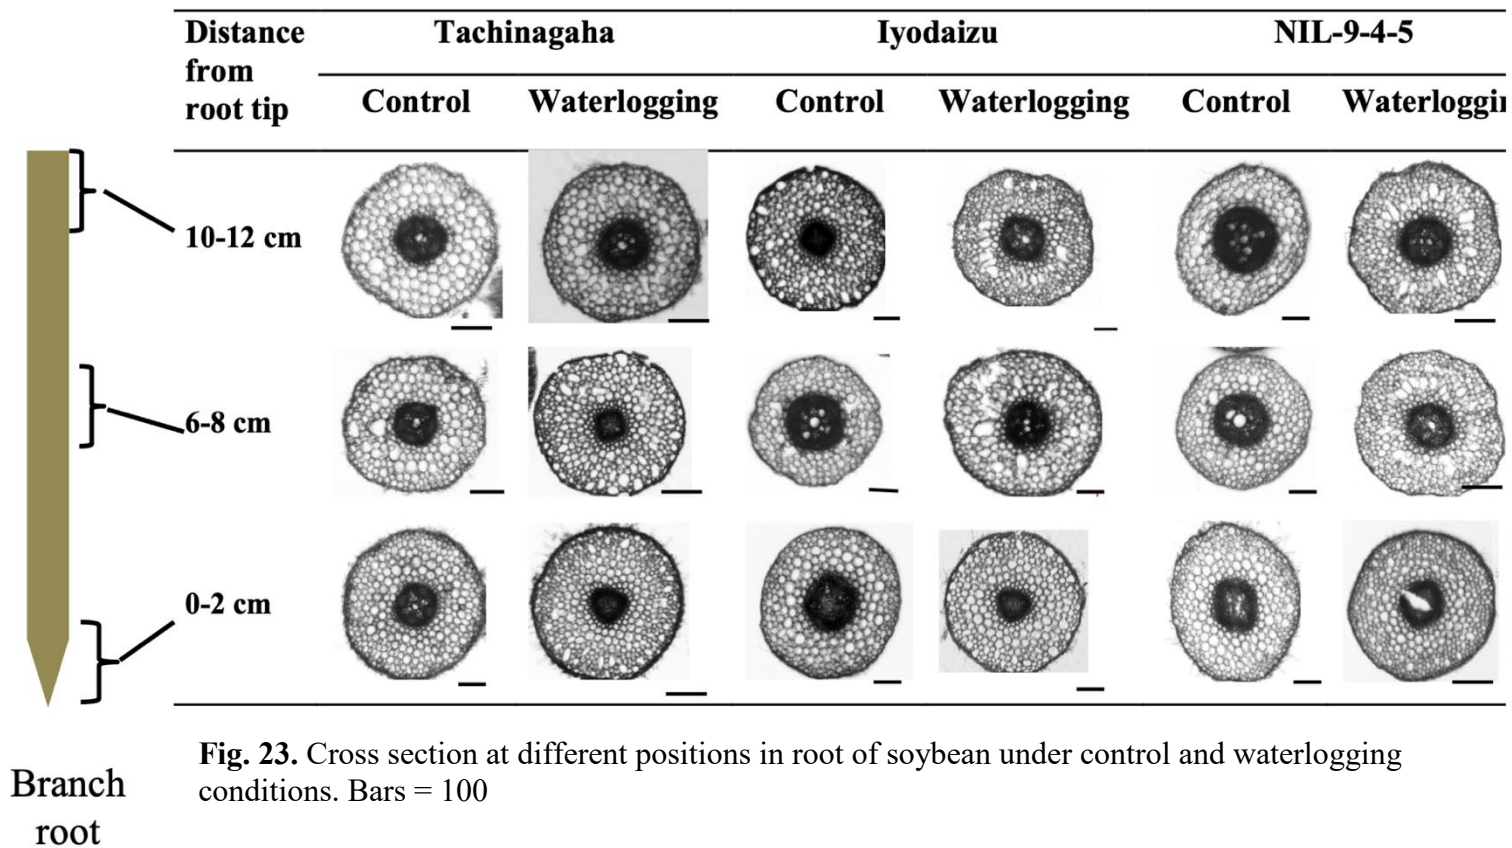 Distance from root tip
Tachinagaha
Iyodaizu
NIL-9-4-5
Control
Waterlogging
Control
Waterlogging
Control
Waterloggin
10-12 cm
6-8 cm
0-2 cm
Branch
root
Fig. 23. Cross section at different positions in root of soybean under control and waterlogging
conditions. Bars = 100